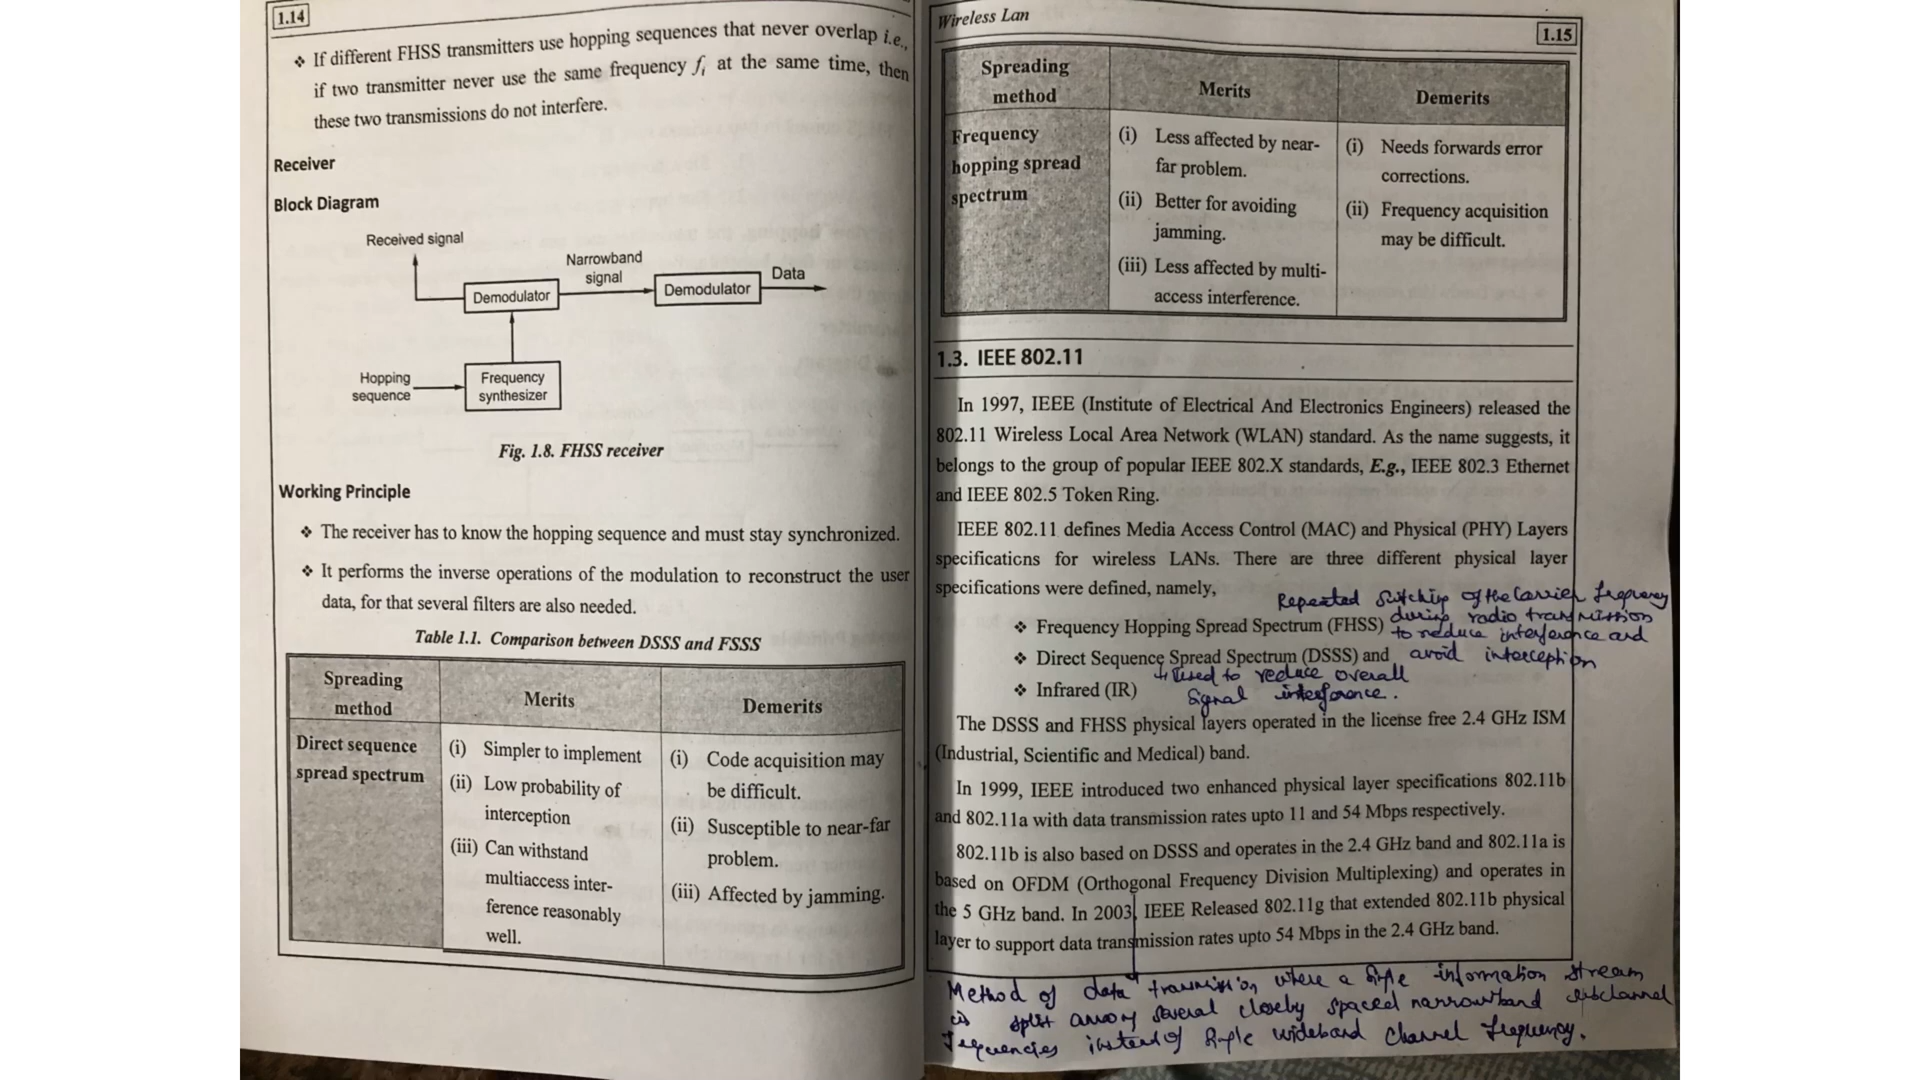 1.14
❖ If different FHSS transmitters use hopping sequences that never overlap i.e.,
if two transmitter never use the same frequency fi at the same time, then
these two transmissions do not interfere.
Receiver
Block Diagram
Received signal
Narrowband
signal
Data
Demodulator
Demodulator
Hopping
sequence
Frequency
synthesizer
Fig. 1.8. FHSS receiver
Working Principle
❖ The receiver has to know the hopping sequence and must stay synchronized.
❖ It performs the inverse operations of the modulation to reconstruct the user
data, for that several filters are also needed.
Table 1.1. Comparison between DSSS and FSSS
Spreading
method
Merits
Demerits
Direct sequence
spread spectrum
(i) Simpler to implement
(ii) Low probability of
interception
(iii) Can withstand
multiaccess inter-
ference reasonably
well.
(i) Code acquisition may
be difficult.
(ii) Susceptible to near-far
problem.
(iii) Affected by jamming.
Wireless Lan
1.15
Spreading
method
Merits
Demerits
Frequency
hopping spread
spectrum
(i) Less affected by near-
far problem.
(ii) Better for avoiding
jamming.
(iii) Less affected by multi-
access interference.
(i) Needs forwards error
corrections.
(ii) Frequency acquisition
may be difficult.
1.3. IEEE 802.11
In 1997, IEEE (Institute of Electrical And Electronics Engineers) released the
802.11 Wireless Local Area Network (WLAN) standard. As the name suggests, it
belongs to the group of popular IEEE 802.X standards, E.g., IEEE 802.3 Ethernet
and IEEE 802.5 Token Ring.
IEEE 802.11 defines Media Access Control (MAC) and Physical (PHY) Layers
specifications for wireless LANs. There are three different physical layer
specifications were defined, namely,
Repeated switching of the carrier frequency
during radio transmission
to reduce interference and
avoid interception
❖ Frequency Hopping Spread Spectrum (FHSS)
❖ Direct Sequence Spread Spectrum (DSSS) and
used to reduce overall
signal interference.
❖ Infrared (IR)
The DSSS and FHSS physical layers operated in the license free 2.4 GHz ISM
(Industrial, Scientific and Medical) band.
In 1999, IEEE introduced two enhanced physical layer specifications 802.11b
and 802.11a with data transmission rates upto 11 and 54 Mbps respectively.
802.11b is also based on DSSS and operates in the 2.4 GHz band and 802.11a is
based on OFDM (Orthogonal Frequency Division Multiplexing) and operates in
the 5 GHz band. In 2003, IEEE Released 802.11g that extended 802.11b physical
layer to support data transmission rates upto 54 Mbps in the 2.4 GHz band.
Method of data transmission where a single information stream
is split among several closely spaced narrowband subchannel
frequencies instead of single wideband channel frequency.